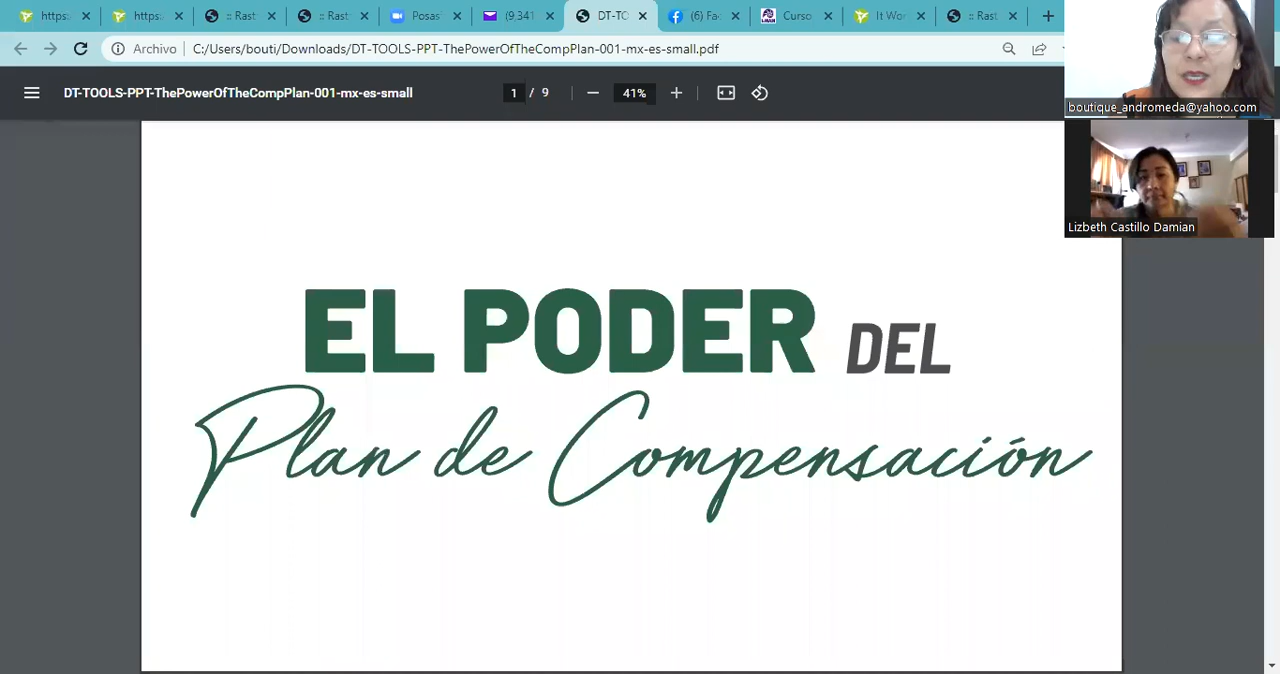 https:
https:
:: Rast
:: Rast
Posas
(9,341
DT-TO
(6) Fa
Curso
It Wor
:: Rast
Archivo
C:/Users/bouti/Downloads/DT-TOOLS-PPT-ThePowerOfTheCompPlan-001-mx-es-small.pdf
DT-TOOLS-PPT-ThePowerOfTheCompPlan-001-mx-es-small
1 / 9
41%
boutique_andromeda@yahoo.com
Lizbeth Castillo Damian
EL PODER DEL
Plan de Compensación